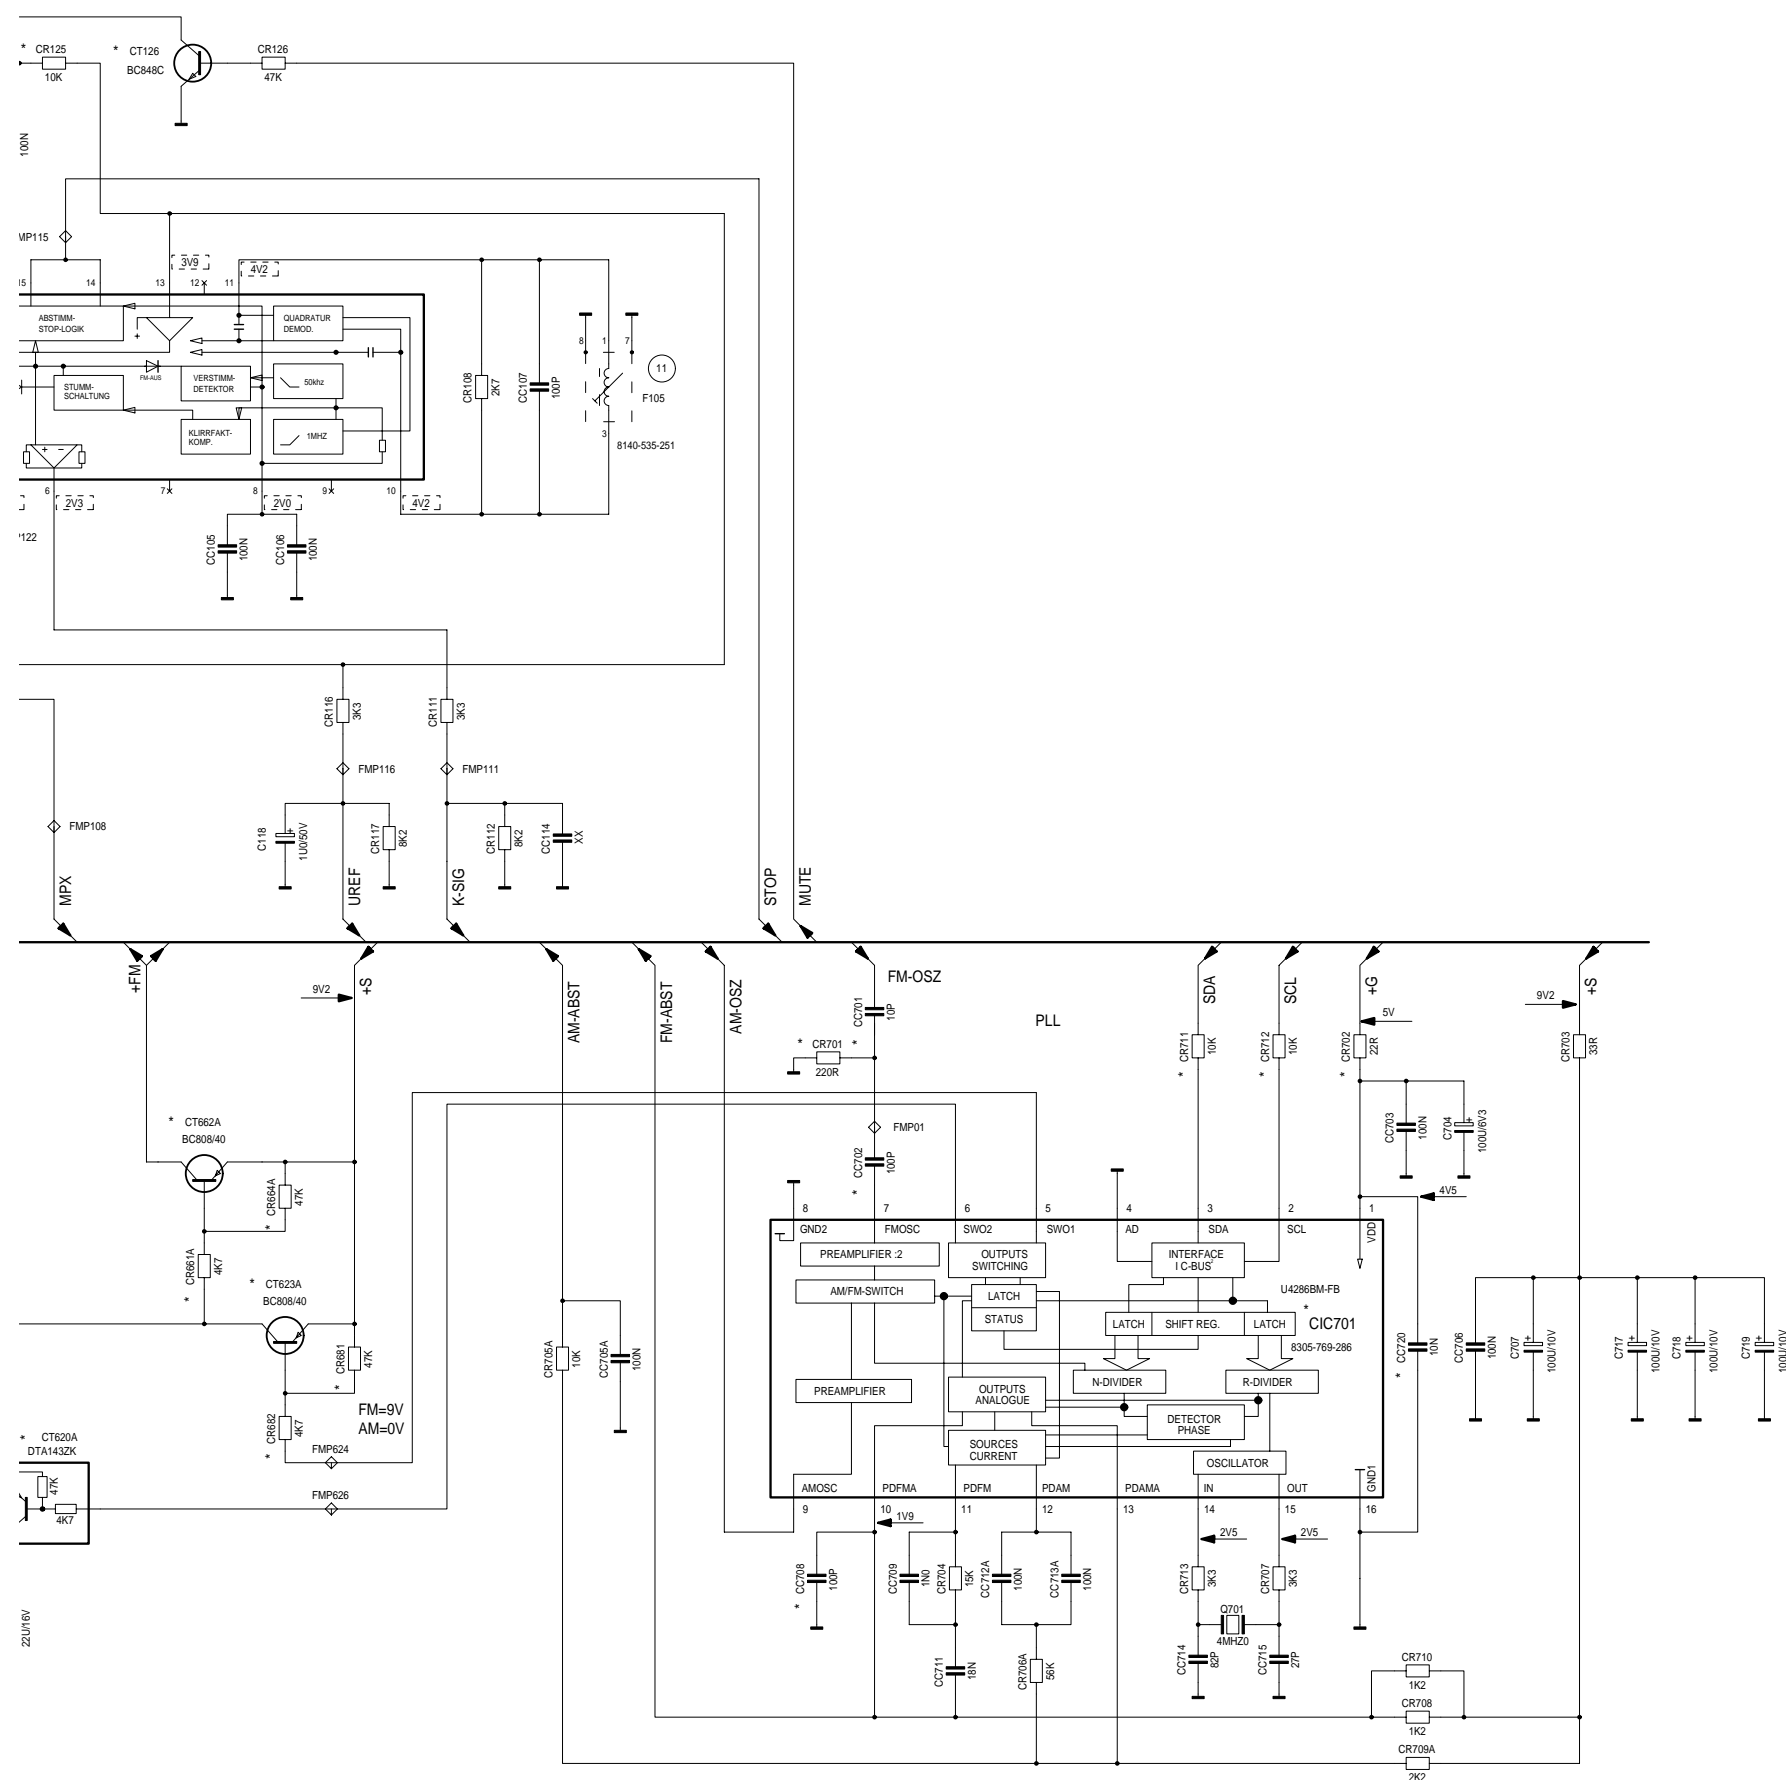 * CR125
10K
* CT126
BC848C
CR126
47K
100N
MP115
3V9
4V2
15
14
13
12
11
ABSTIMM-
STOP-LOGIK
+
QUADRATUR
DEMOD.
FM-AUS
STUMM-
SCHALTUNG
VERSTIMM-
DETEKTOR
50khz
KLIRRFAKT-
KOMP.
1MHZ
+ −
6
2V3
7
8
2V0
9
10
4V2
P122
CR108
2K7
CC107
100P
8
1
7
11
F105
3
8140-535-251
CC105
100N
CC106
100N
CR116
3K3
CR111
3K3
FMP116
FMP111
FMP108
C118
+
1U0/50V
CR117
8K2
CR112
8K2
CC114
XX
MPX
UREF
K-SIG
STOP
MUTE
+FM
9V2
+S
AM-ABST
FM-ABST
AM-OSZ
FM-OSZ
SDA
SCL
+G
+S
9V2
5V
CC701
10P
PLL
* CR701 *
220R
CR711
10K
*
CR712
10K
*
CR702
22R
*
CR703
33R
* CT662A
BC808/40
FMP01
CC702
100P
*
CC703
100N
C704
+
100U/6V3
CR664A
47K
*
4V5
8
7
6
5
4
3
2
1
GND2
FMOSC
SWO2
SWO1
AD
SDA
SCL
VDD
CR661A
4K7
*
* CT623A
BC808/40
PREAMPLIFIER :2
OUTPUTS
SWITCHING
INTERFACE
I C-BUS²
AM/FM-SWITCH
LATCH
STATUS
U4286BM-FB
*
CIC701
8305-769-286
LATCH
SHIFT REG.
LATCH
CR681
47K
*
CR705A
10K
CC705A
100N
CC720
10N
*
CC706
100N
C707
+
100U/10V
C717
+
100U/10V
C718
+
100U/10V
C719
+
100U/10V
PREAMPLIFIER
OUTPUTS
ANALOGUE
N-DIVIDER
R-DIVIDER
CR682
4K7
*
FM=9V
AM=0V
DETECTOR
PHASE
* CT620A
DTA143ZK
FMP624
SOURCES
CURRENT
OSCILLATOR
47K
4K7
FMP626
AMOSC
PDFMA
PDFM
PDAM
PDAMA
IN
OUT
GND1
9
10
11
12
13
14
15
16
1V9
2V5
2V5
CC708
100P
*
CC709
1N0
CR704
15K
CC712A
100N
CC713A
100N
CR713
3K3
CR707
3K3
Q701
4MHZ0
22U/16V
CC711
18N
CR706A
56K
CC714
82P
CC715
27P
CR710
1K2
CR708
1K2
CR709A
2K2